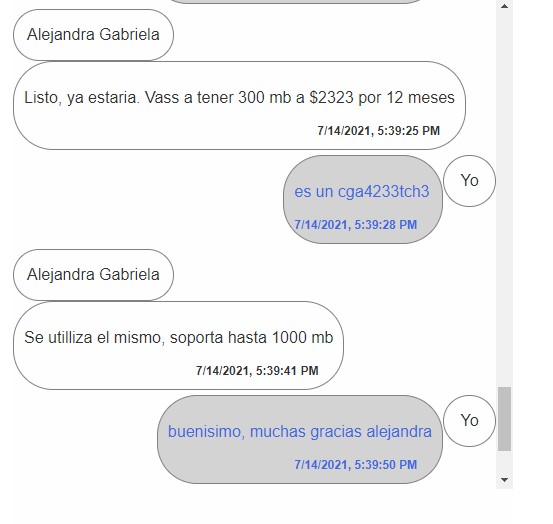 Alejandra Gabriela
Listo, ya estaria. Vass a tener 300 mb a $2323 por 12 meses
7/14/2021, 5:39:25 PM
Yo
es un cga4233tch3
7/14/2021, 5:39:28 PM
Alejandra Gabriela
Se utilliza el mismo, soporta hasta 1000 mb
7/14/2021, 5:39:41 PM
Yo
buenisimo, muchas gracias alejandra
7/14/2021, 5:39:50 PM